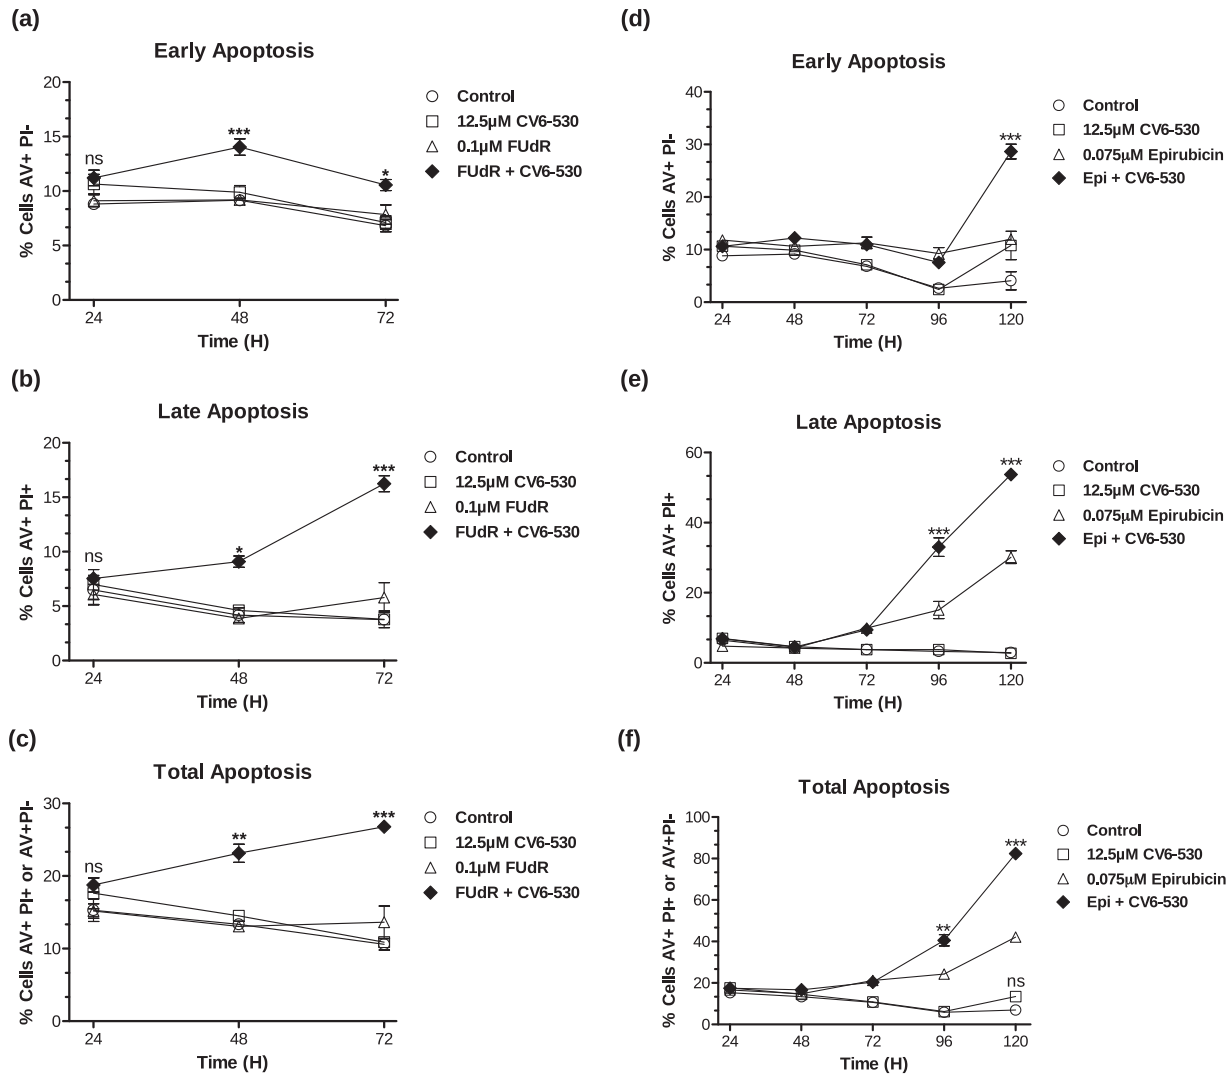 (a)
Early Apoptosis
% Cells AV+ PI-
20
15
10
5
0
ns
***
*
24
48
72
Time (H)
Control
12.5µM CV6-530
0.1µM FUdR
FUdR + CV6-530
(b)
Late Apoptosis
% Cells AV+ PI+
20
15
10
5
0
ns
*
***
24
48
72
Time (H)
Control
12.5µM CV6-530
0.1µM FUdR
FUdR + CV6-530
(c)
Total Apoptosis
% Cells AV+ PI+ or AV+PI-
30
20
10
0
ns
**
***
24
48
72
Time (H)
Control
12.5µM CV6-530
0.1µM FUdR
FUdR + CV6-530
(d)
Early Apoptosis
% Cells AV+ PI-
40
30
20
10
0
***
24
48
72
96
120
Time (H)
Control
12.5µM CV6-530
0.075µM Epirubicin
Epi + CV6-530
(e)
Late Apoptosis
% Cells AV+ PI+
60
40
20
0
***
***
24
48
72
96
120
Time (H)
Control
12.5µM CV6-530
0.075µM Epirubicin
Epi + CV6-530
(f)
Total Apoptosis
% Cells AV+ PI+ or AV+PI-
100
80
60
40
20
0
**
***
ns
24
48
72
96
120
Time (H)
Control
12.5µM CV6-530
0.075µM Epirubicin
Epi + CV6-530